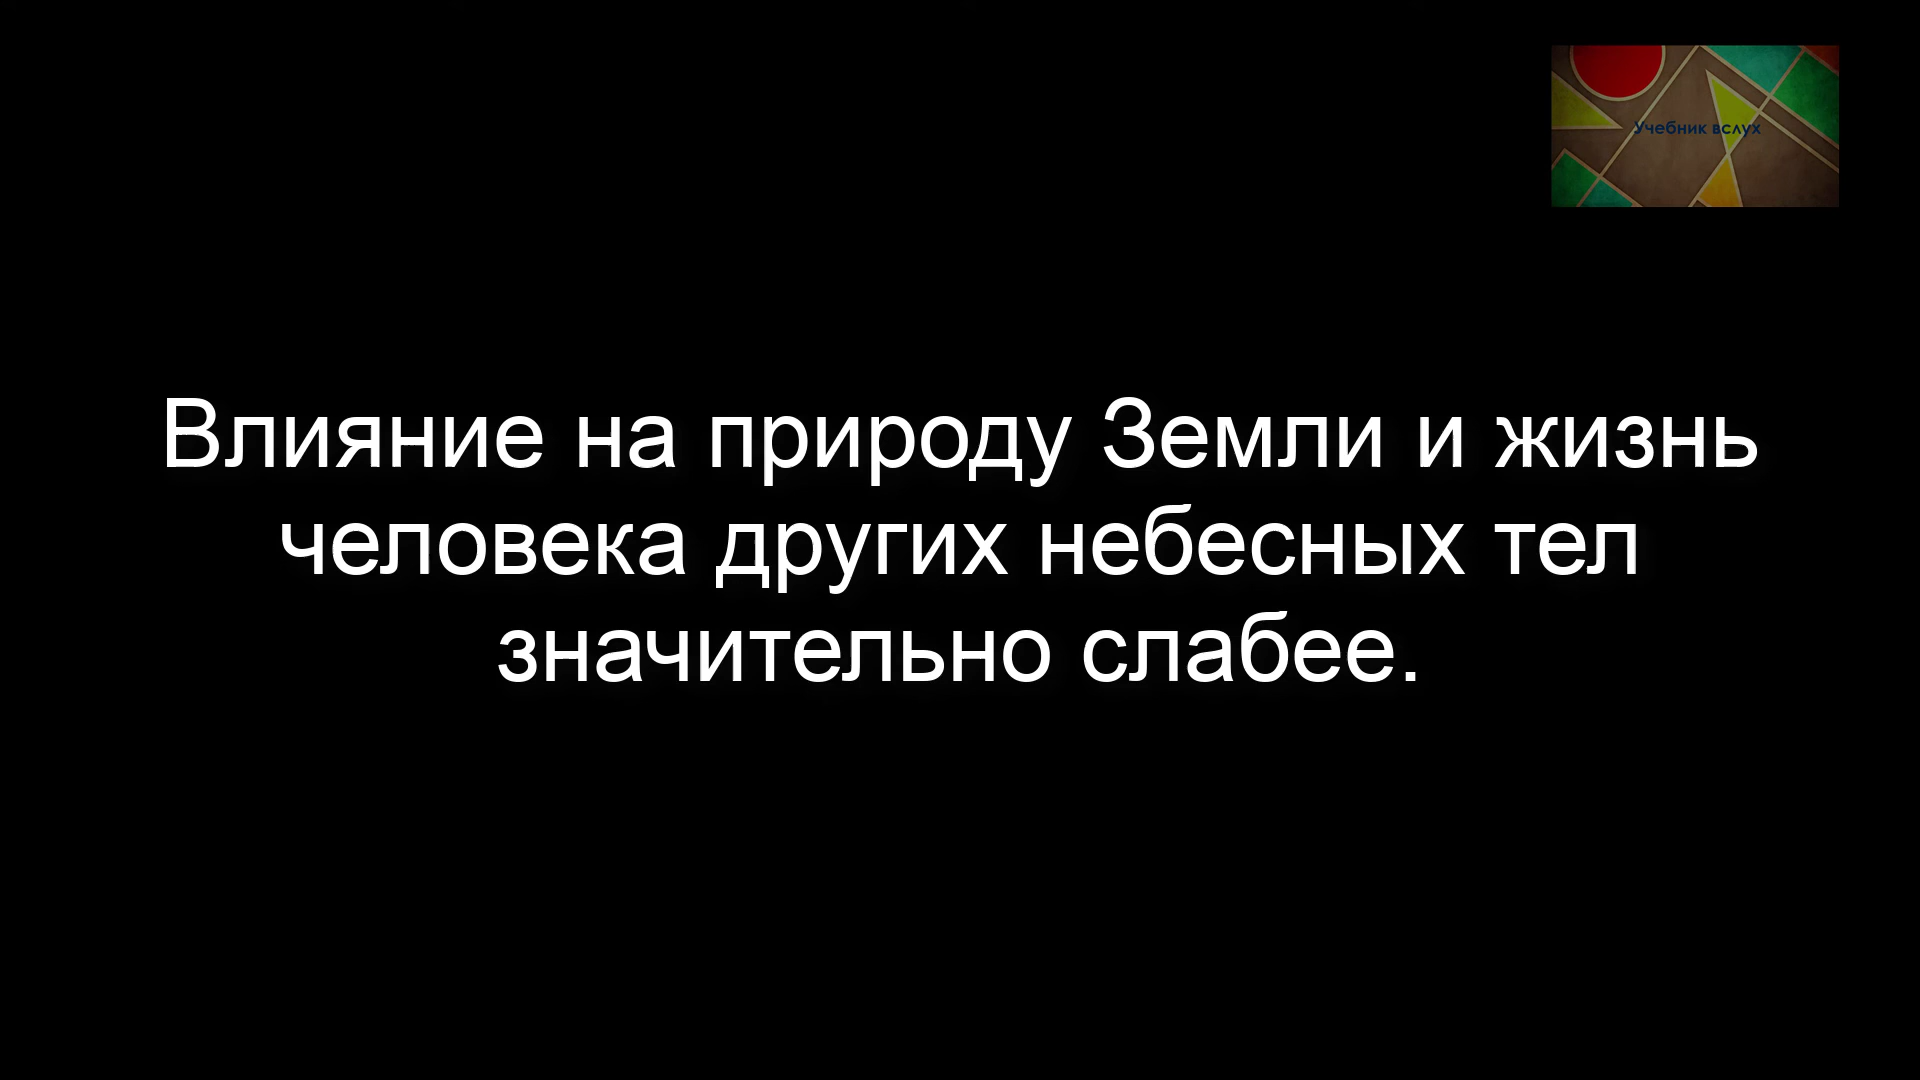 Учебник вслух
Влияние на природу Земли и жизнь
человека других небесных тел
значительно слабее.